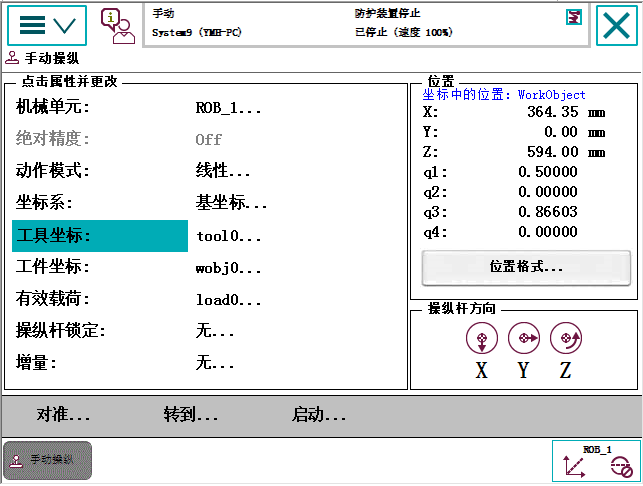 手动
防护装置停止
System9 (YMH-PC)
已停止 (速度 100%)
手动操纵
点击属性并更改
机械单元: ROB_1...
绝对精度: Off
动作模式: 线性...
坐标系: 基坐标...
工具坐标: tool0...
工件坐标: wobj0...
有效载荷: load0...
操纵杆锁定: 无...
增量: 无...
位置
坐标中的位置: WorkObject
X: 364.35 mm
Y: 0.00 mm
Z: 594.00 mm
q1: 0.50000
q2: 0.00000
q3: 0.86603
q4: 0.00000
位置格式...
操纵杆方向
X Y Z
对准... 转到... 启动...
手动操纵
ROB_1